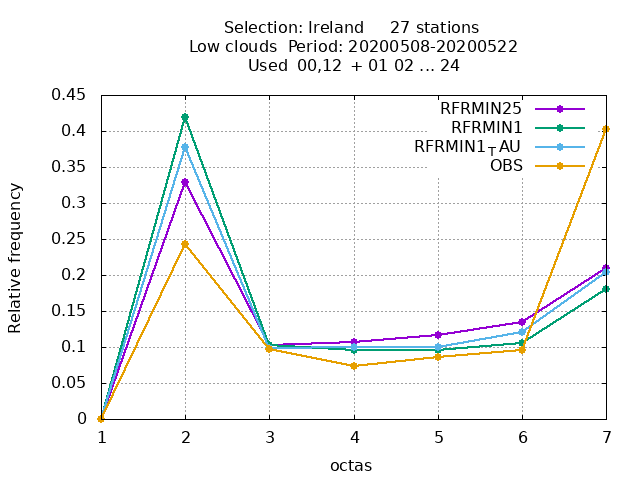 Selection: Ireland 27 stations
Low clouds Period: 20200508-20200522
Used 00,12 + 01 02 ... 24
0.45
0.4
0.35
0.3
0.25
0.2
0.15
0.1
0.05
0
Relative frequency
RFRMIN25
RFRMIN1
RFRMIN1_TAU
OBS
1 2 3 4 5 6 7
octas